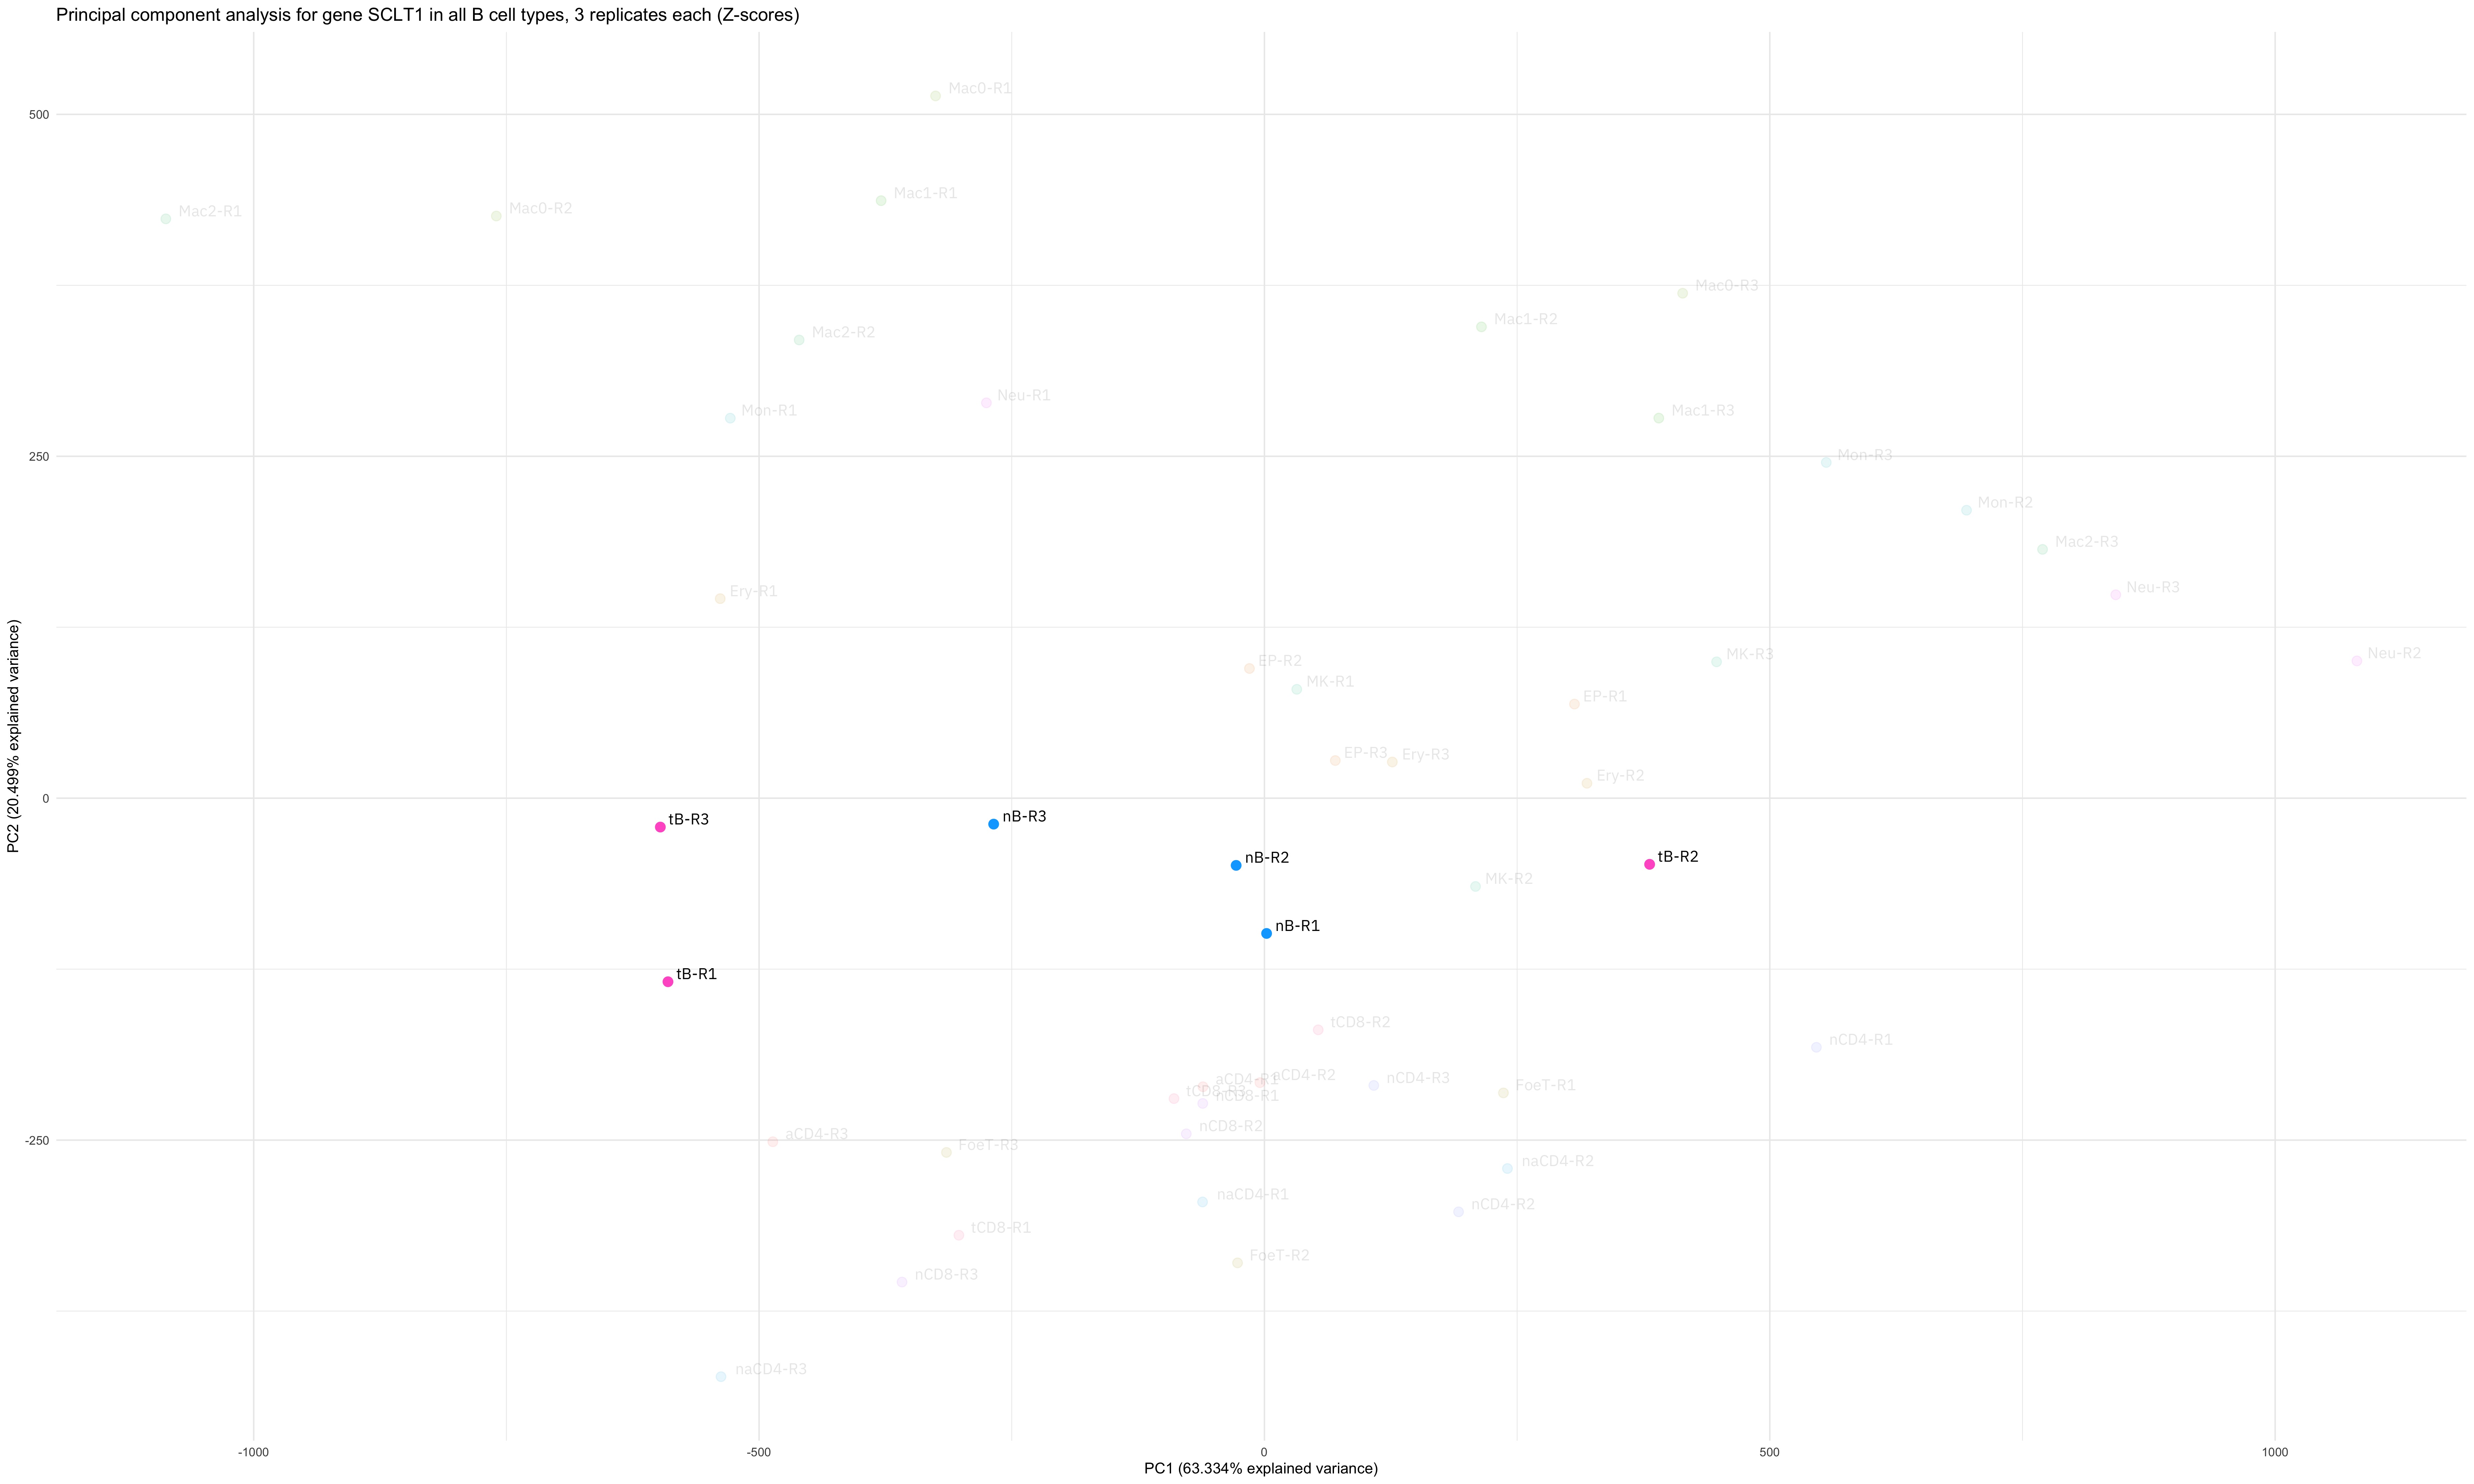 Principal component analysis for gene SCLT1 in all B cell types, 3 replicates each (Z-scores)
Mac0-R1
500
Mac1-R1
Mac2-R1
Mac0-R2
Mac0-R3
Mac1-R2
Mac2-R2
Neu-R1
Mon-R1
Mac1-R3
250
Mon-R3
Mon-R2
Mac2-R3
Ery-R1
Neu-R3
EP-R2
MK-R3
Neu-R2
MK-R1
EP-R1
EP-R3
Ery-R3
Ery-R2
0
tB-R3
nB-R3
nB-R2
tB-R2
MK-R2
nB-R1
tB-R1
tCD8-R2
nCD4-R1
aCD4-R1
aCD4-R2
nCD4-R3
tCD8-R3
nCD8-R1
FoeT-R1
nCD8-R2
aCD4-R3
-250
FoeT-R3
naCD4-R2
naCD4-R1
nCD4-R2
tCD8-R1
FoeT-R2
nCD8-R3
naCD4-R3
PC2 (20.499% explained variance)
-1000
-500
0
500
1000
PC1 (63.334% explained variance)